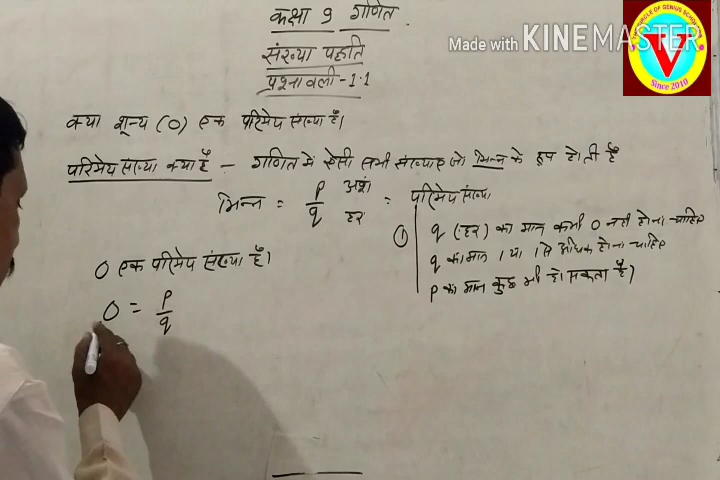 कक्षा 9 गणित
Made with KINEMASTER
संख्या पद्धति
प्रश्नावली-1.1
Since 2010
क्या शून्य (0) एक परिमेय संख्या है।
परिमेय संख्या क्या है - गणित मे ऐसी सभी संख्याए जो भिन्न के रूप होती है
भिन्न = p/q अशं हर = परिमेय संख्या
① q (हर) का मान कभी 0 नही होना चाहिए
q का मान 1 या 1 से अधिक होना चाहिए
p का मान कुछ भी हो सकता है)
0 एक परिमेय संख्या है।
0 = p/q